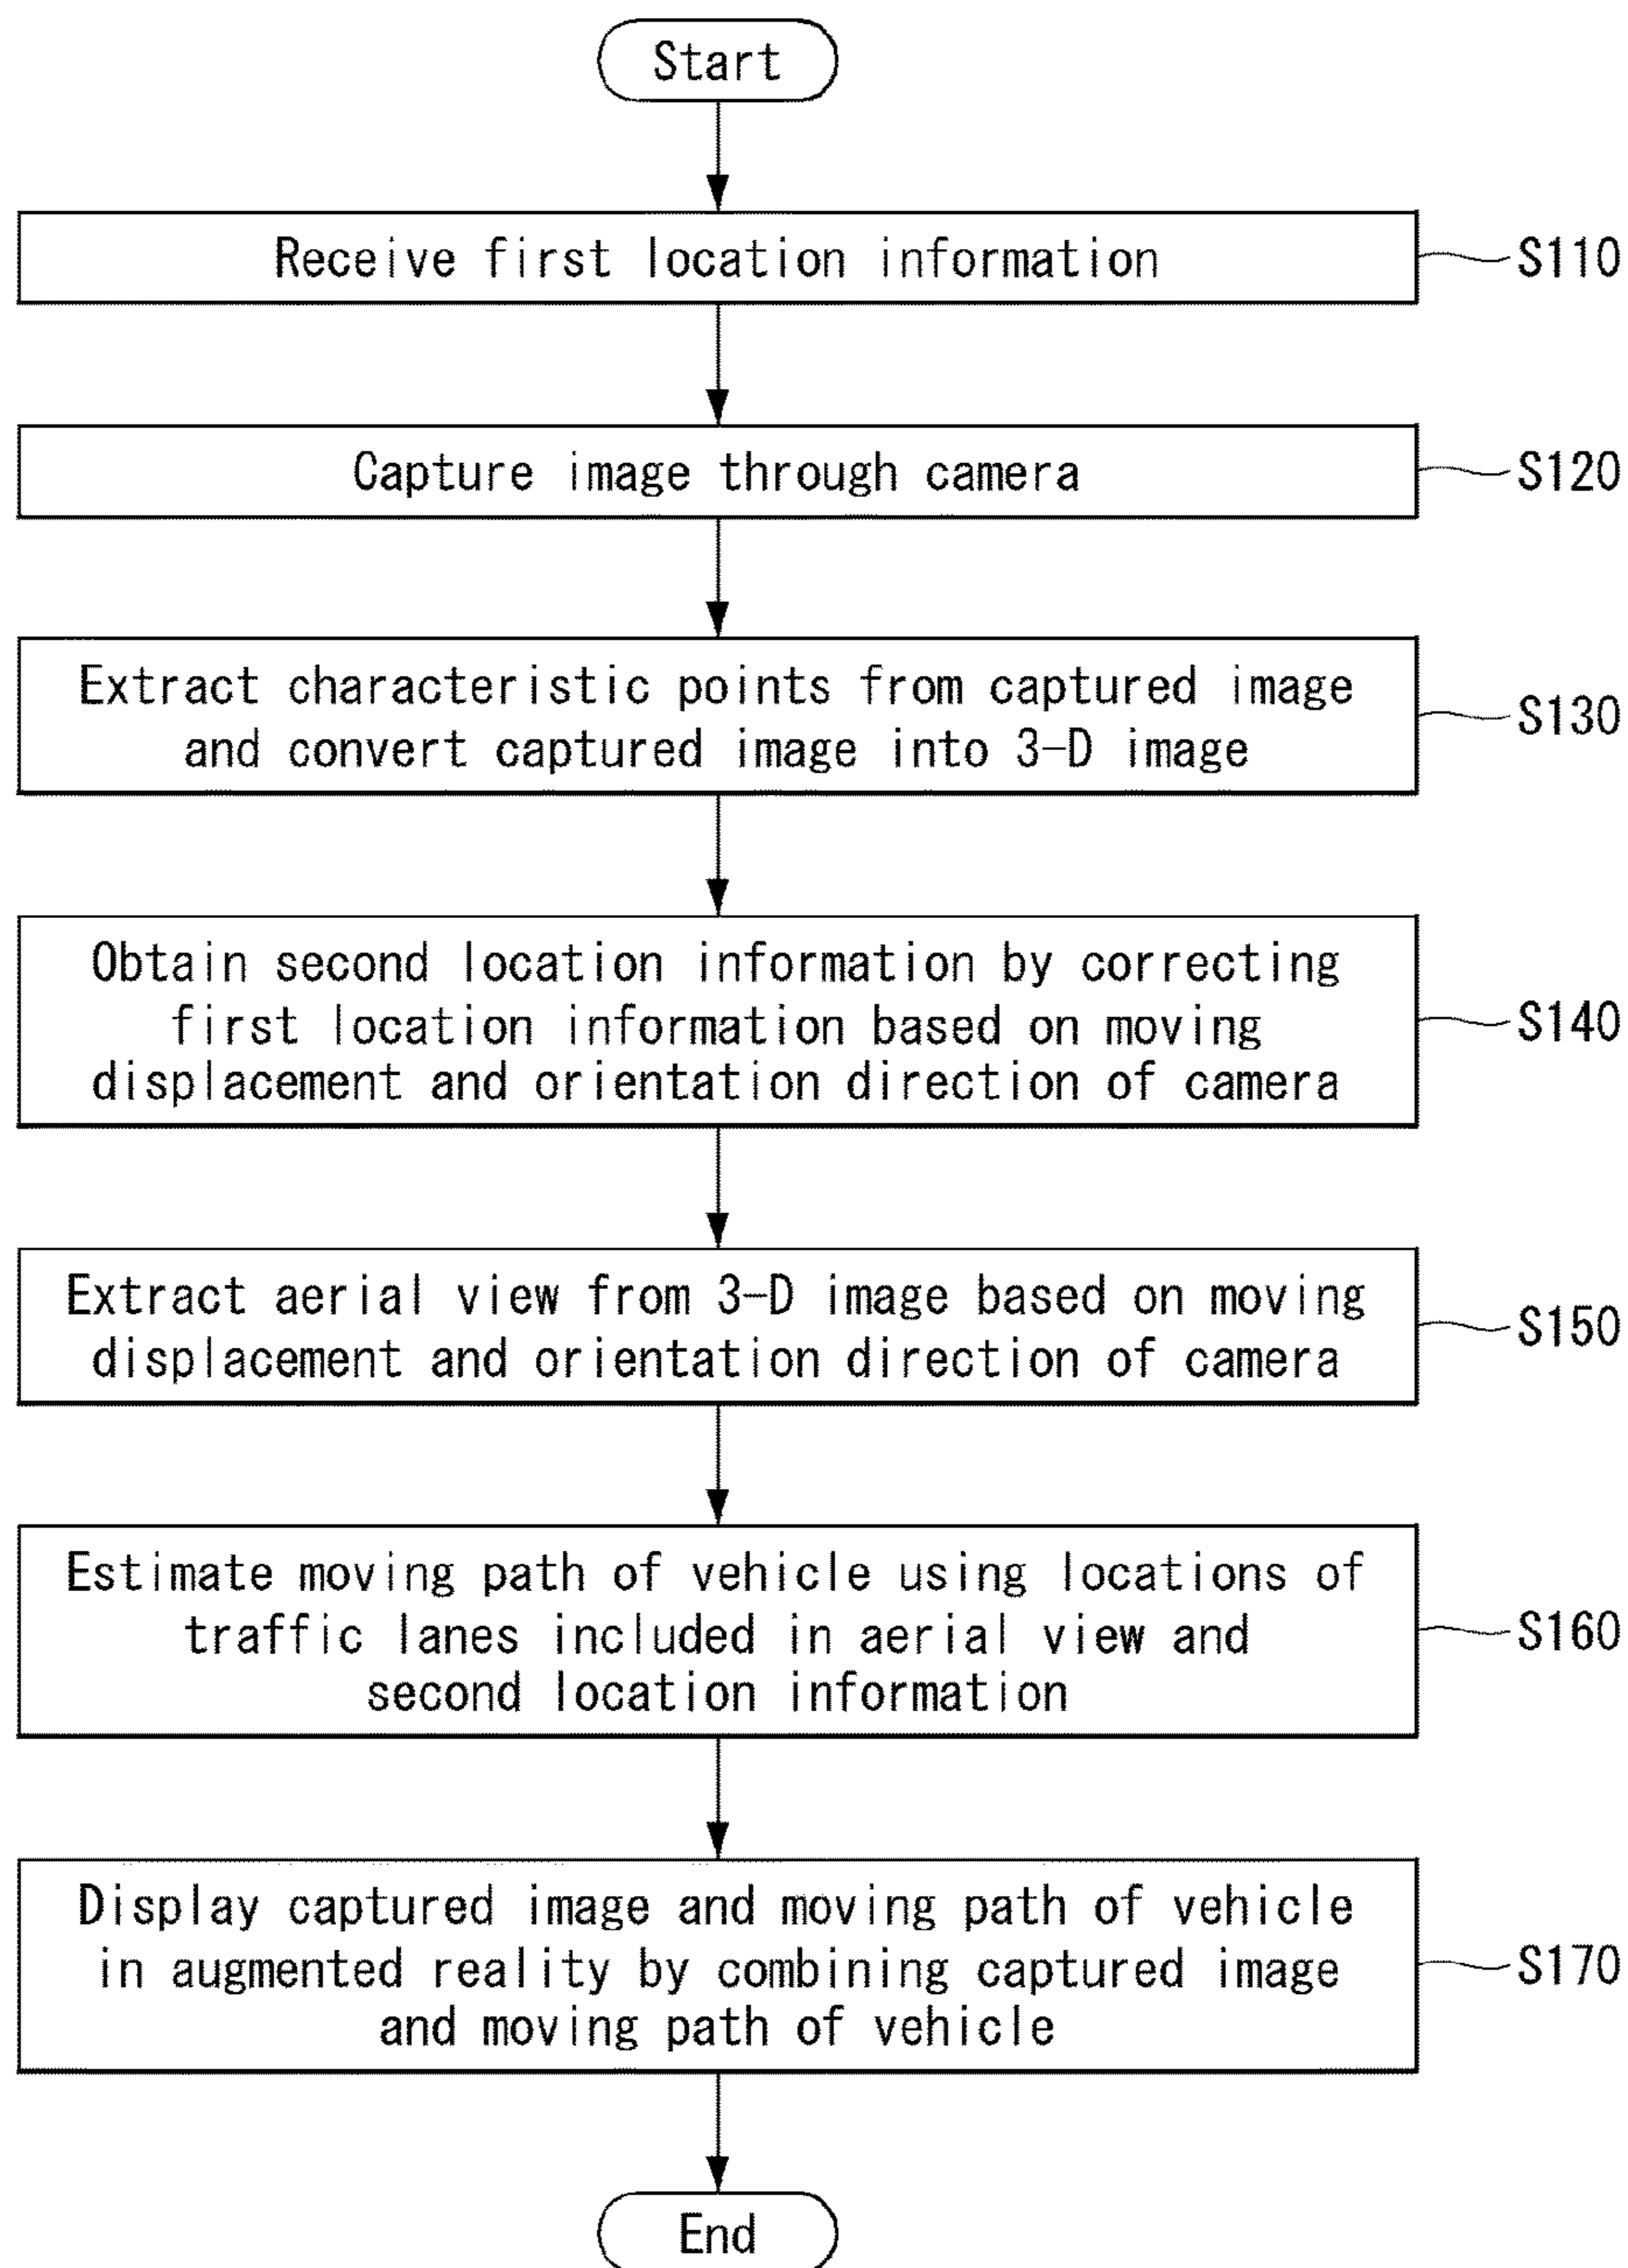 Start
Receive first location information
S110
Capture image through camera
S120
Extract characteristic points from captured image
and convert captured image into 3-D image
S130
Obtain second location information by correcting
first location information based on moving
displacement and orientation direction of camera
S140
Extract aerial view from 3-D image based on moving
displacement and orientation direction of camera
S150
Estimate moving path of vehicle using locations of
traffic lanes included in aerial view and
second location information
S160
Display captured image and moving path of vehicle
in augmented reality by combining captured image
and moving path of vehicle
S170
End